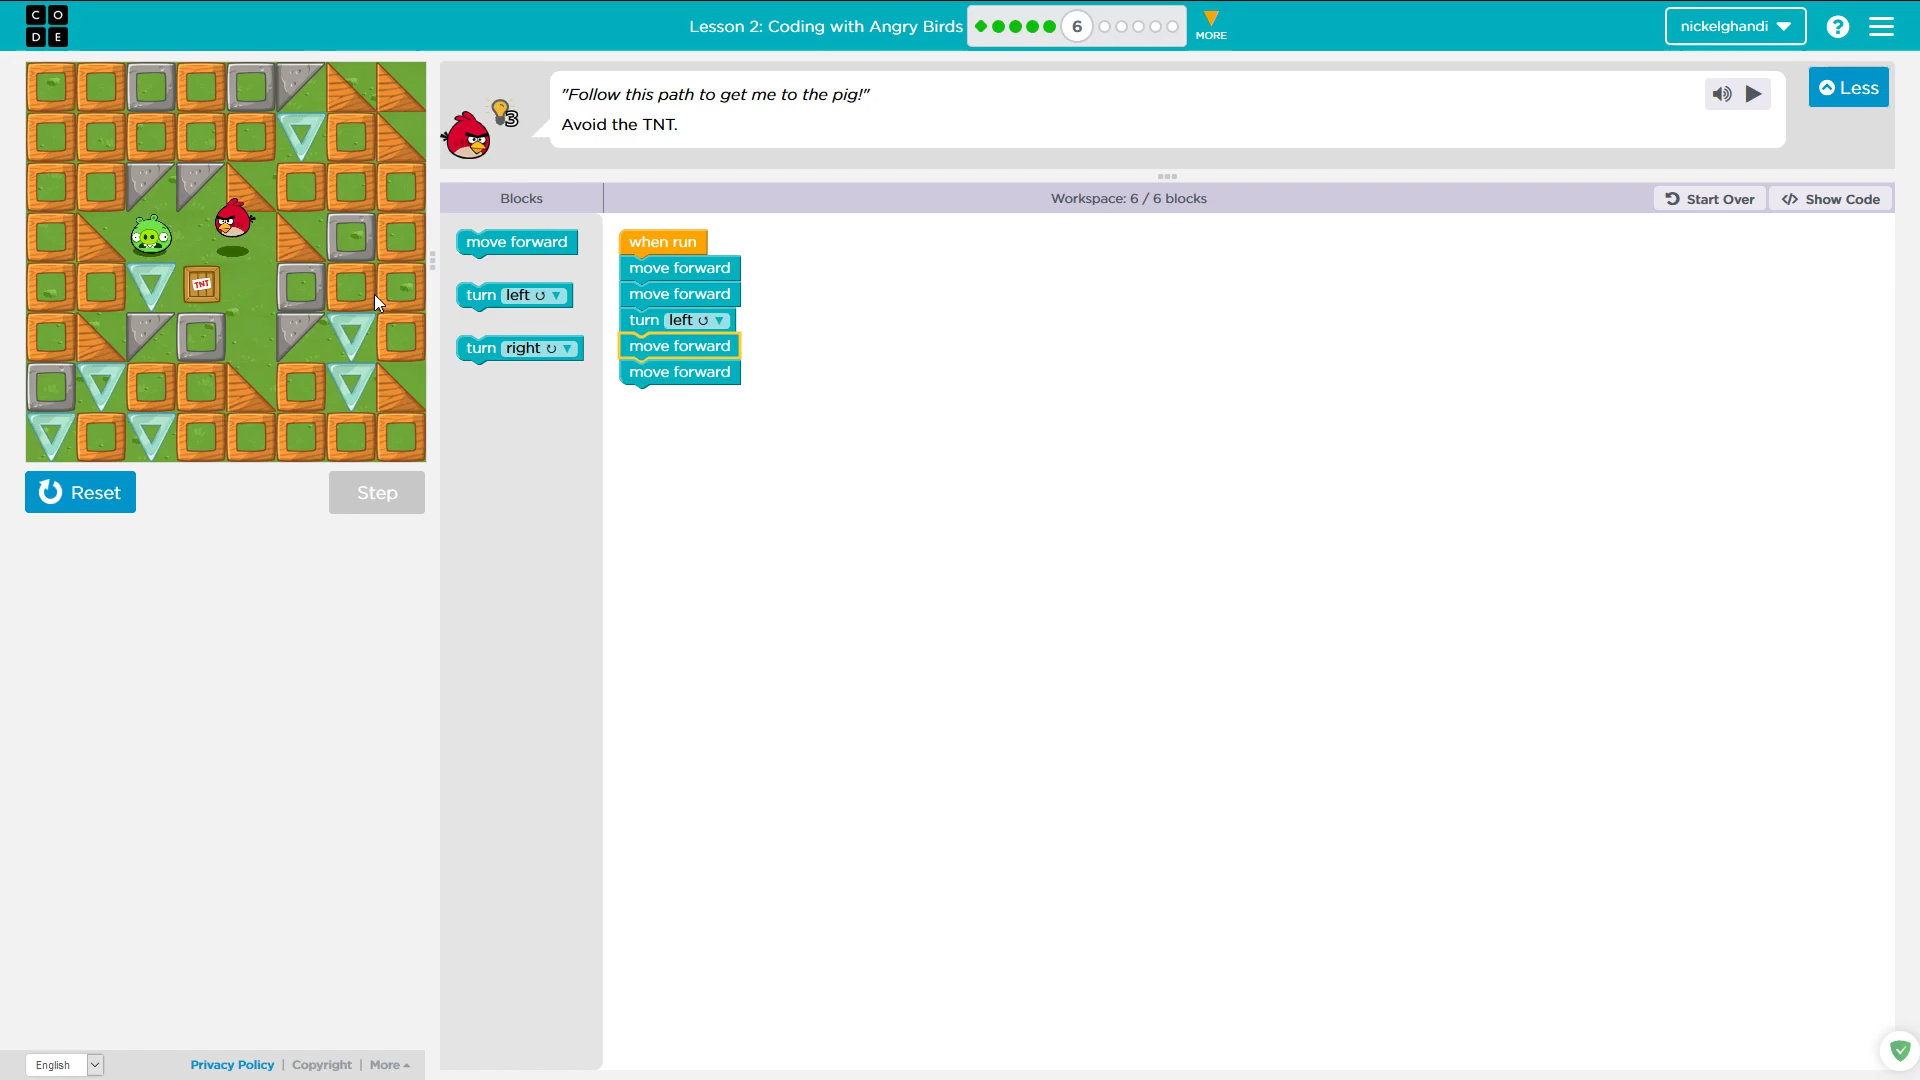 C O
D E
Lesson 2: Coding with Angry Birds
6
MORE
nickelghandi
?
3
"Follow this path to get me to the pig!"
Avoid the TNT.
Less
Blocks
Workspace: 6 / 6 blocks
Start Over
</> Show Code
move forward
turn left ↺ ▼
turn right ↻ ▼
when run
move forward
move forward
turn left ↺ ▼
move forward
move forward
TNT
Reset
Step
English
Privacy Policy | Copyright | More